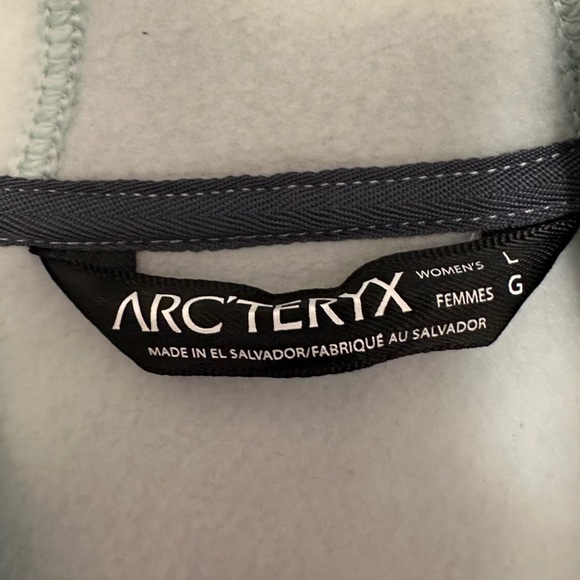 ARC'TERYX WOMEN'S L
FEMMES G
MADE IN EL SALVADOR/FABRIQUÉ AU SALVADOR